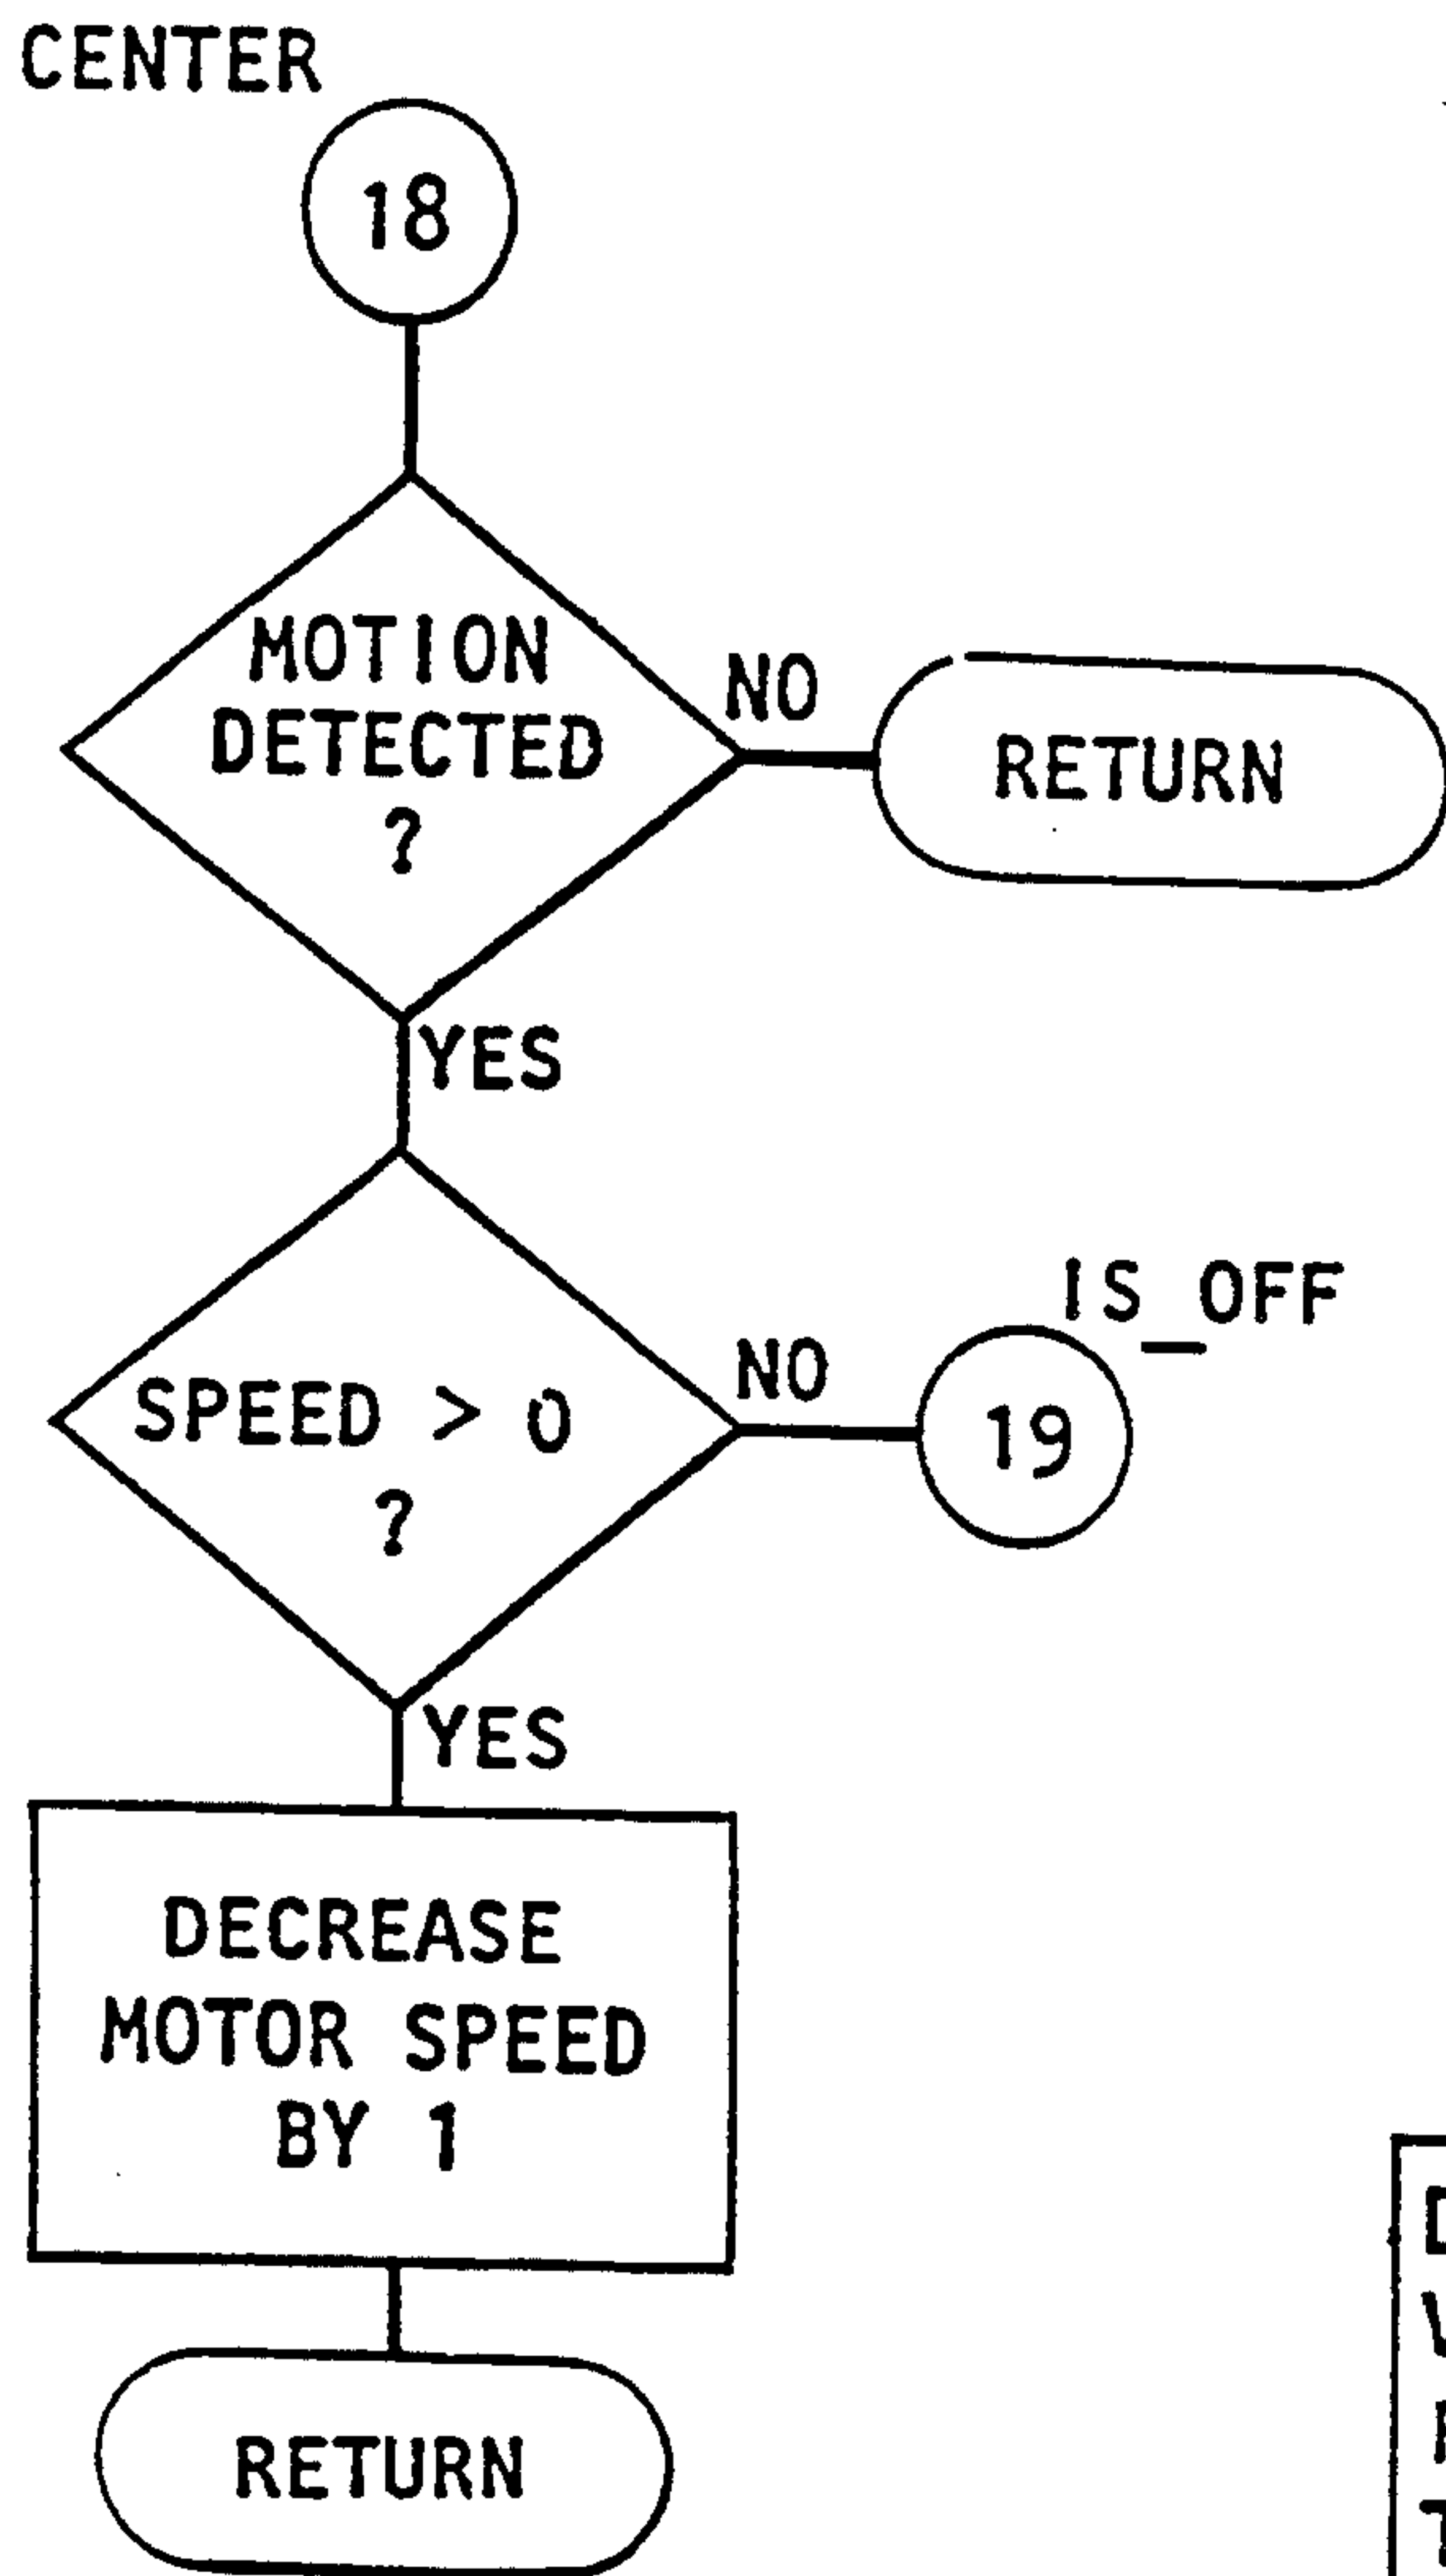 CENTER
18
MOTION
DETECTED
?
NO
RETURN
YES
IS_OFF
SPEED > 0
?
NO
19
YES
DECREASE
MOTOR SPEED
BY 1
RETURN